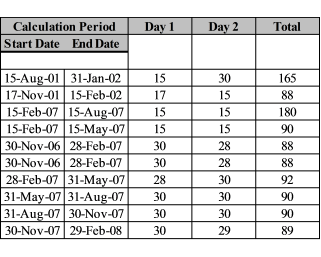 Calculation Period Day 1 Day 2 Total
Start Date End Date
15-Aug-01 31-Jan-02 15 30 165
17-Nov-01 15-Feb-02 17 15 88
15-Feb-07 15-Aug-07 15 15 180
15-Feb-07 15-May-07 15 15 90
30-Nov-06 28-Feb-07 30 28 88
30-Nov-06 28-Feb-07 30 28 88
28-Feb-07 31-May-07 28 30 92
31-May-07 31-Aug-07 30 30 90
31-Aug-07 30-Nov-07 30 30 90
30-Nov-07 29-Feb-08 30 29 89